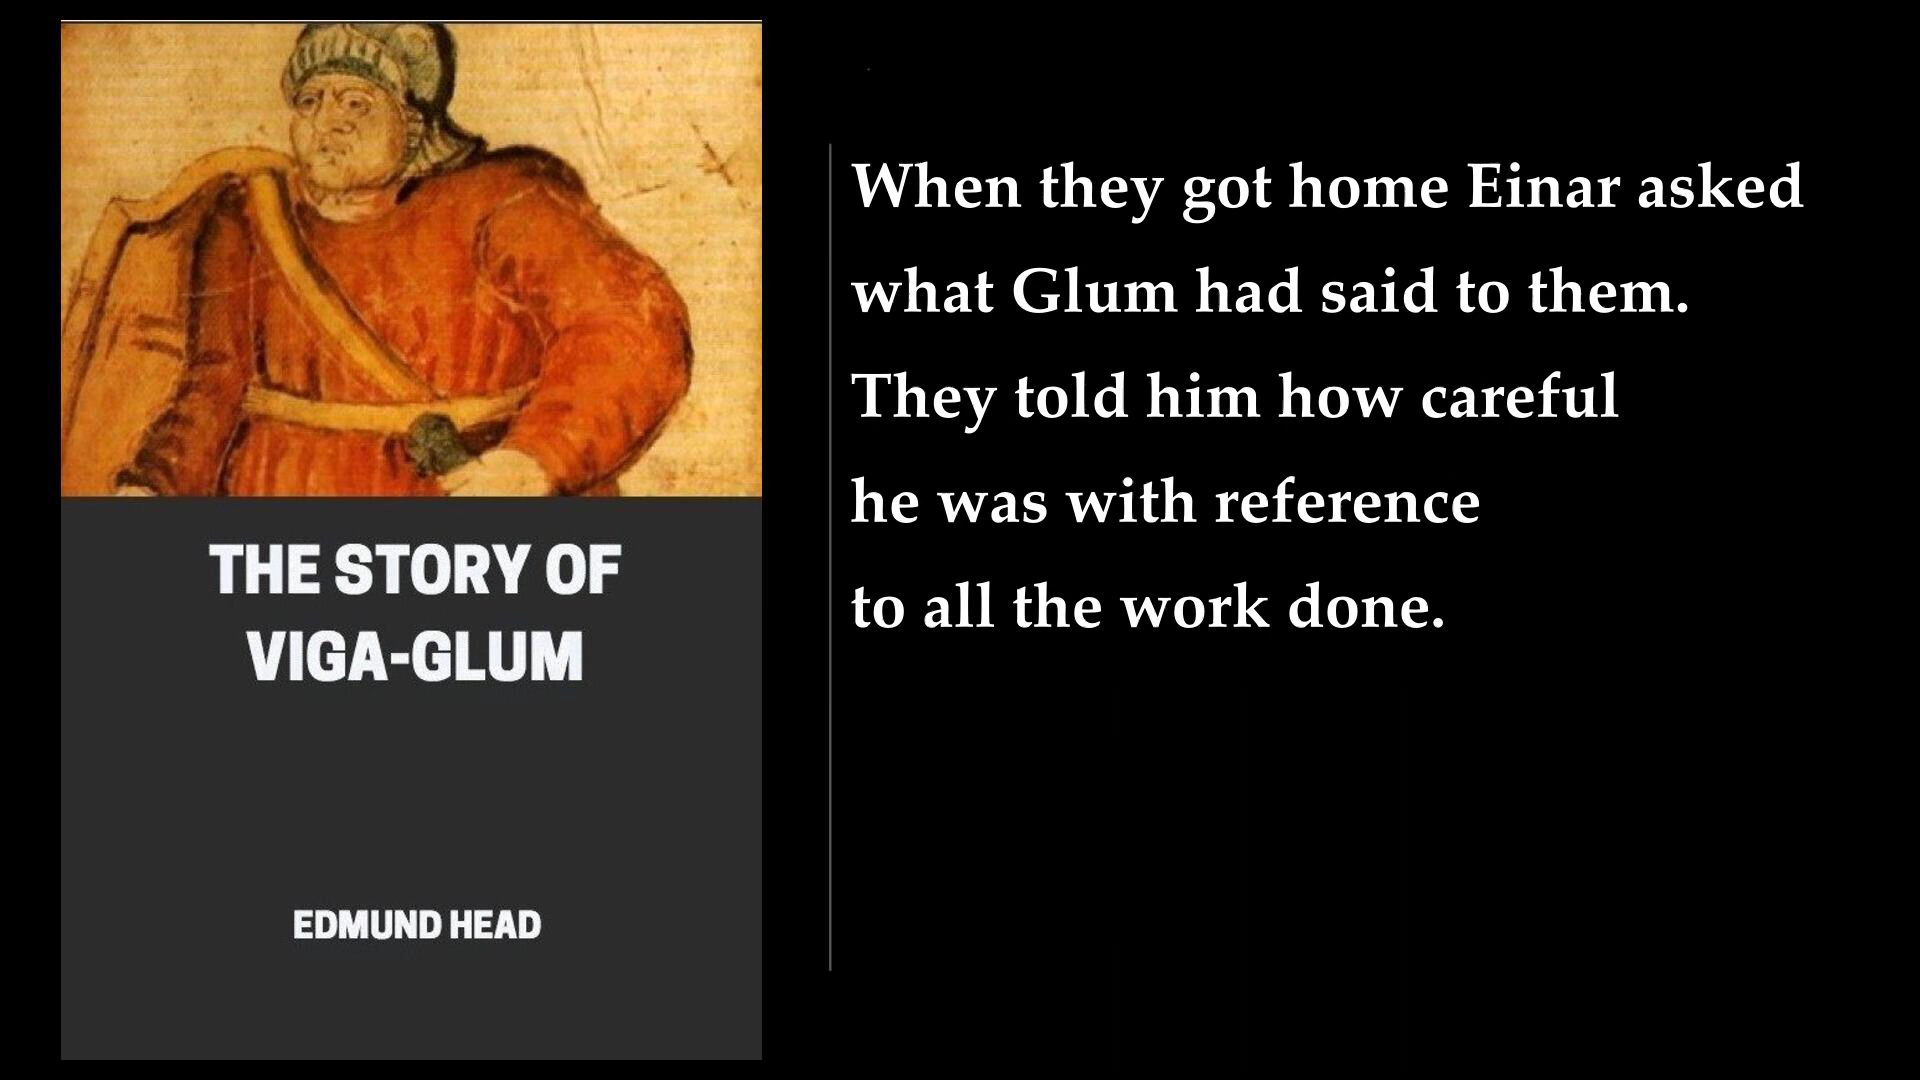 THE STORY OF
VIGA-GLUM
EDMUND HEAD
When they got home Einar asked
what Glum had said to them.
They told him how careful
he was with reference
to all the work done.